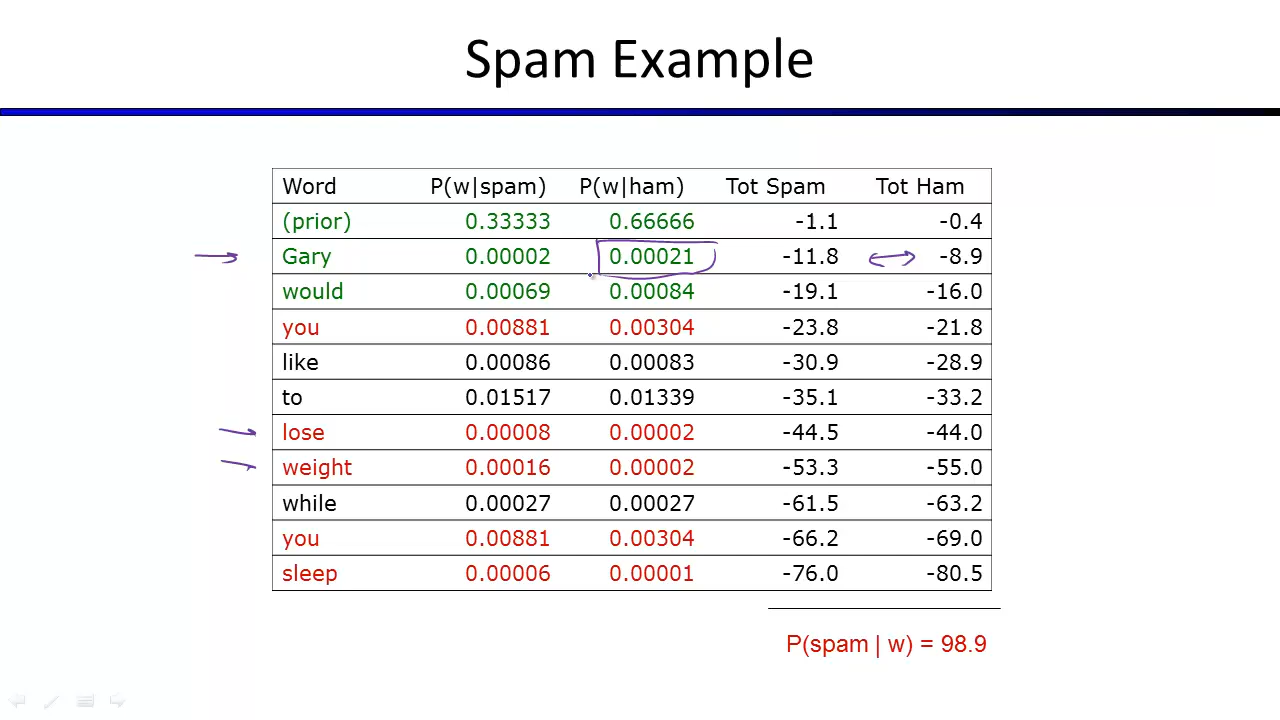 Spam Example
Word P(w|spam) P(w|ham) Tot Spam Tot Ham
(prior) 0.33333 0.66666 -1.1 -0.4
Gary 0.00002 0.00021 -11.8 -8.9
would 0.00069 0.00084 -19.1 -16.0
you 0.00881 0.00304 -23.8 -21.8
like 0.00086 0.00083 -30.9 -28.9
to 0.01517 0.01339 -35.1 -33.2
lose 0.00008 0.00002 -44.5 -44.0
weight 0.00016 0.00002 -53.3 -55.0
while 0.00027 0.00027 -61.5 -63.2
you 0.00881 0.00304 -66.2 -69.0
sleep 0.00006 0.00001 -76.0 -80.5
P(spam | w) = 98.9